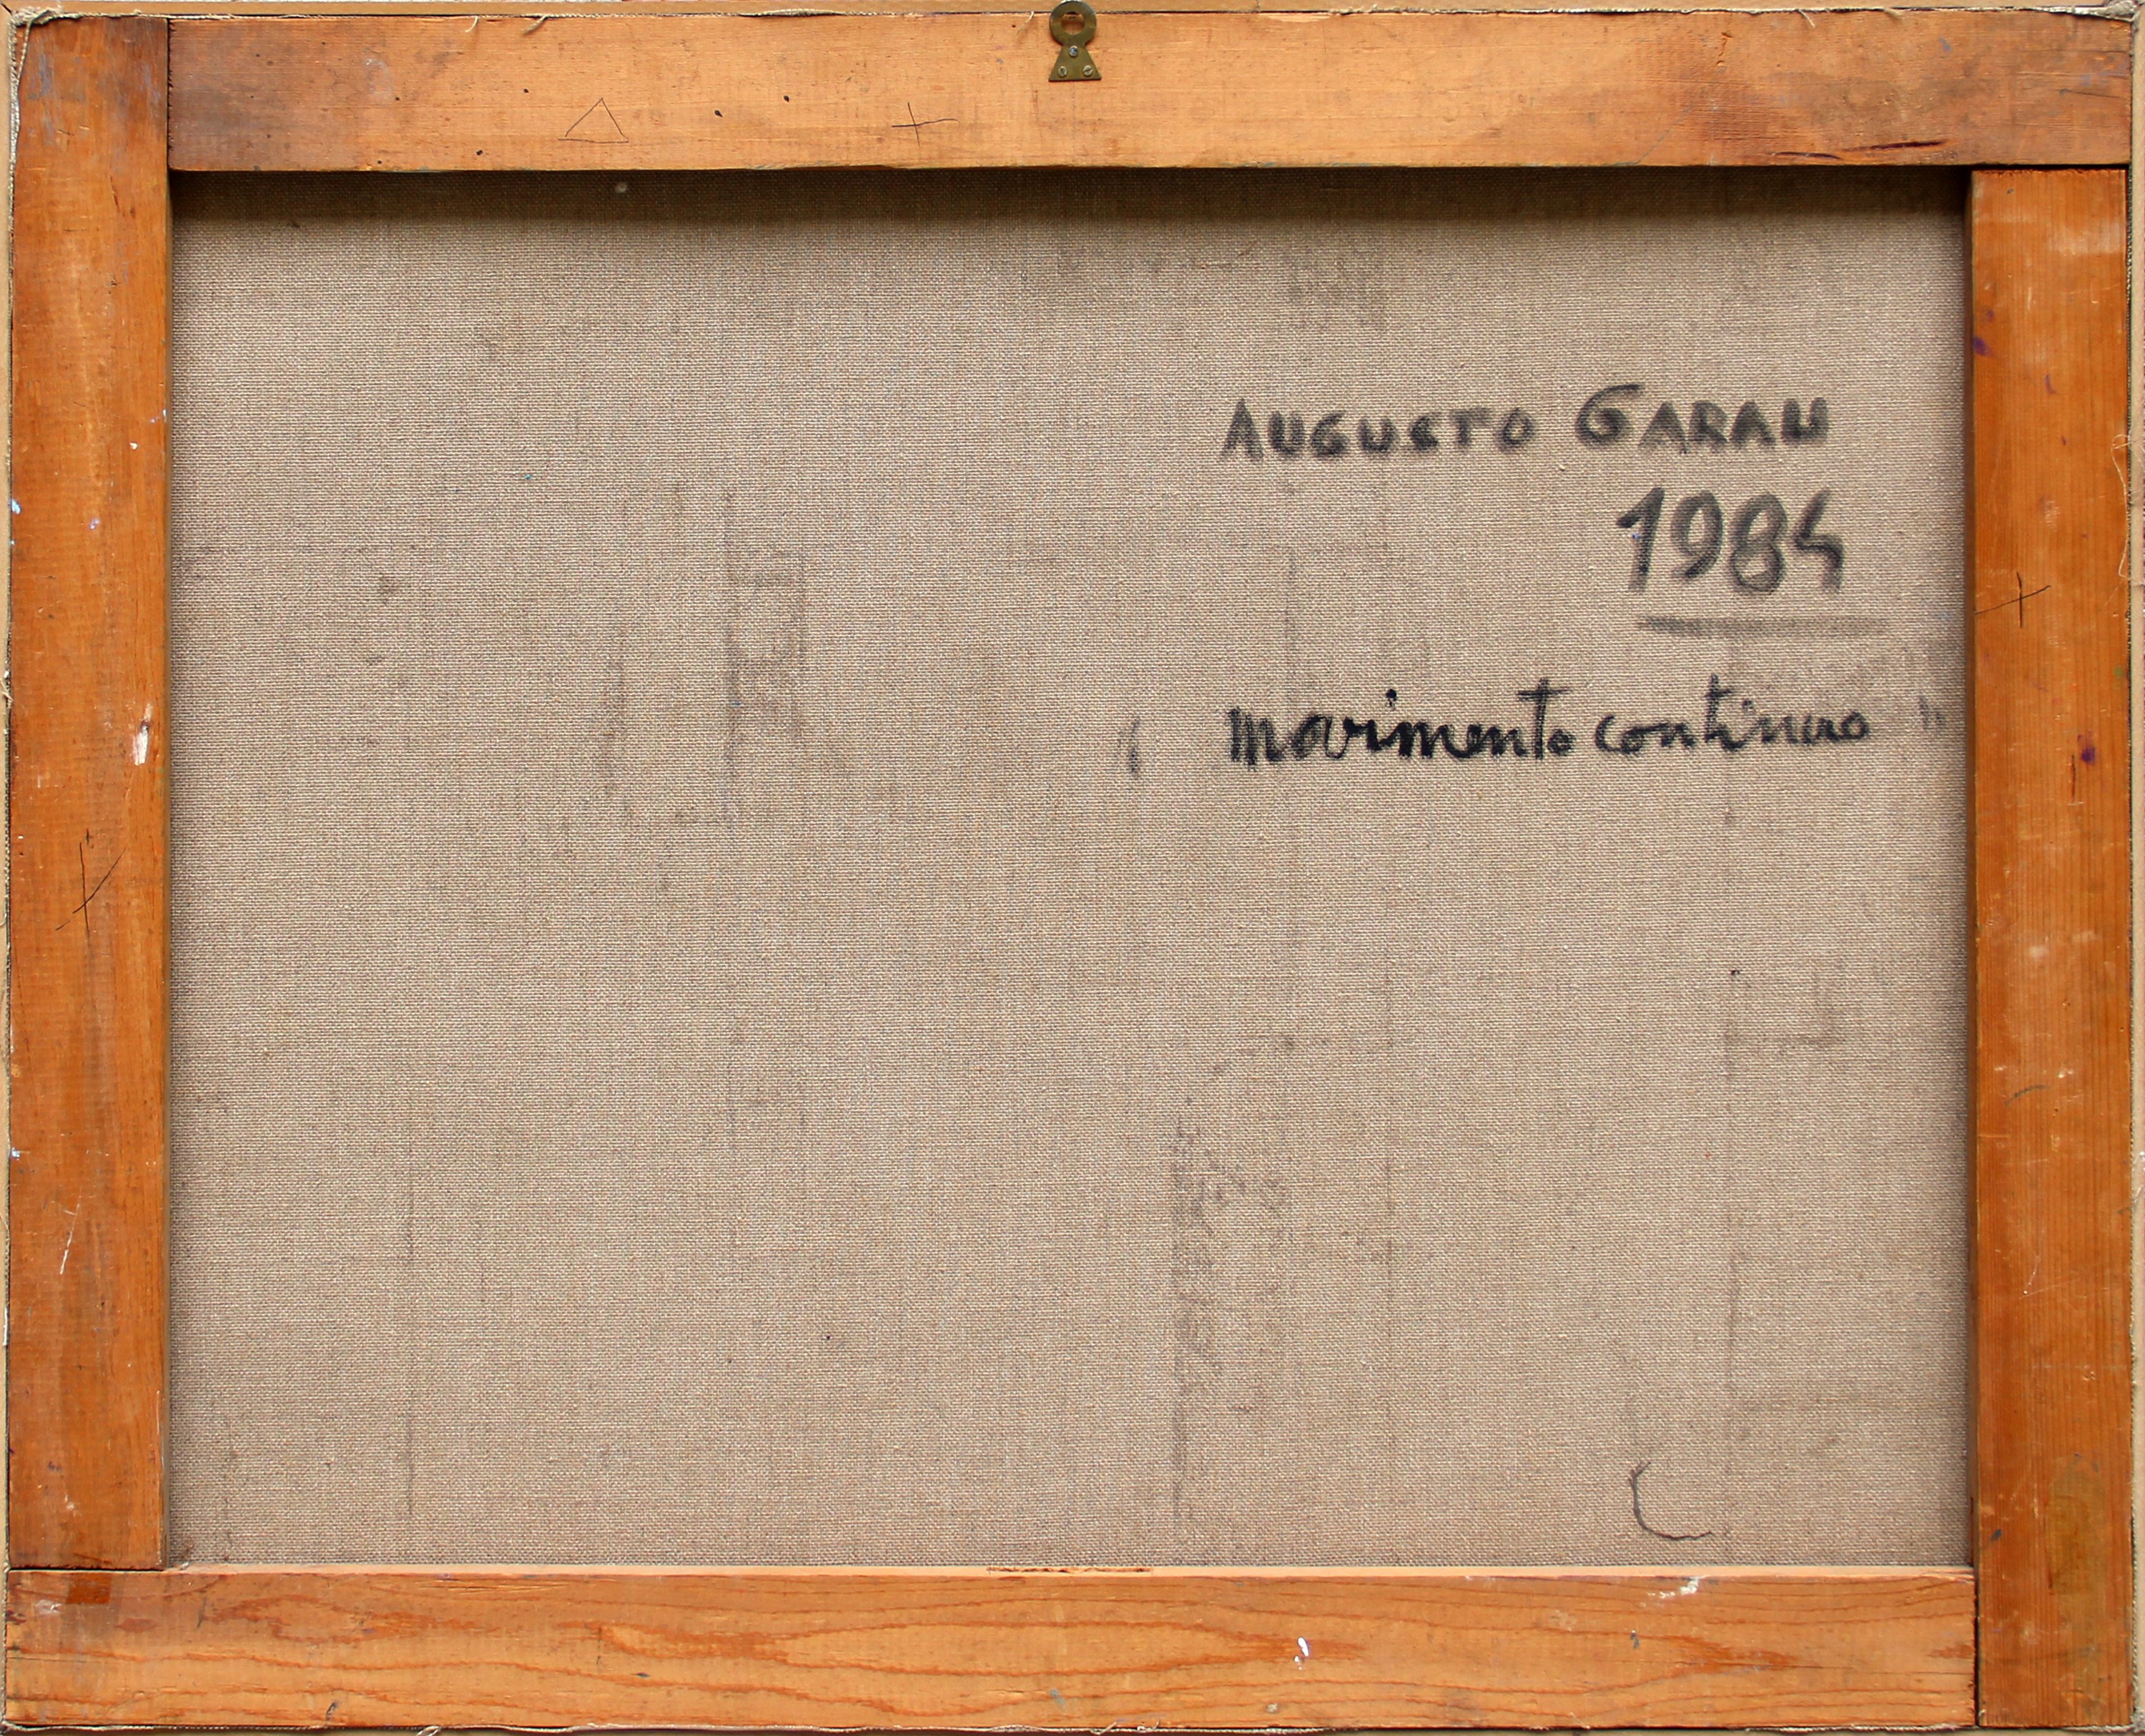 AUGUSTO GARAU
1984
" movimento continuo "